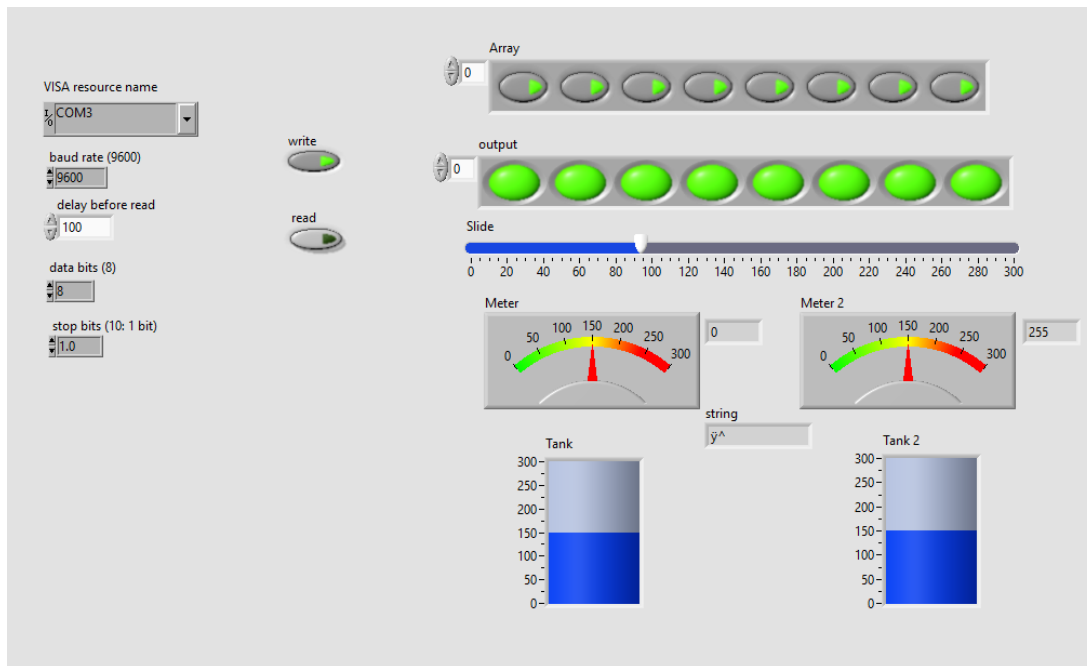 Array
0
VISA resource name
I/O COM3
write
output
0
baud rate (9600)
9600
delay before read
100
read
Slide
0 20 40 60 80 100 120 140 160 180 200 220 240 260 280 300
data bits (8)
8
stop bits (10: 1 bit)
1.0
Meter
0 50 100 150 200 250 300
0
Meter 2
0 50 100 150 200 250 300
255
string
ÿ^
Tank
300
250
200
150
100
50
0
Tank 2
300
250
200
150
100
50
0